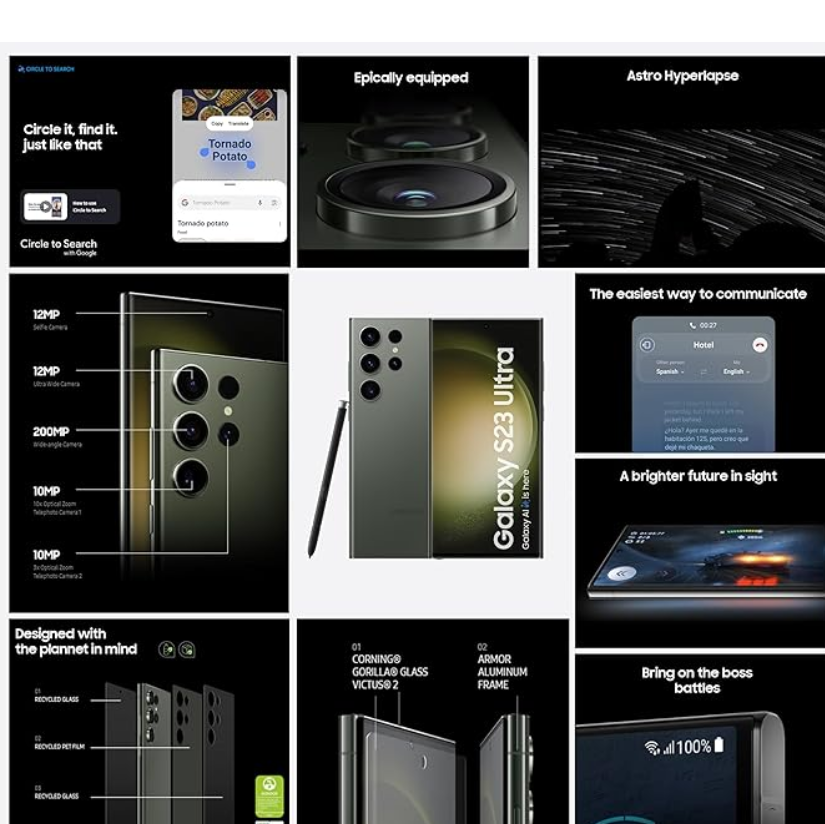 CIRCLE TO SEARCH
Circle it, find it.
just like that
Copy Translate
Tornado
Potato
Tornado Potato
Tornado potato
Food
How to use
Circle to Search
Circle to Search
with Google
Epically equipped
Astro Hyperlapse
12MP
Selfie Camera
12MP
Ultra Wide Camera
200MP
Wide-angle Camera
10MP
10x Optical Zoom
Telephoto Camera 1
10MP
3x Optical Zoom
Telephoto Camera 2
Galaxy S23 Ultra
Galaxy AI is here
The easiest way to communicate
00:27
Hotel
Other person
Spanish
Me
English
¿Hola? Ayer me quedé en la
habitación 125, pero creo que
dejé mi chaqueta.
A brighter future in sight
Designed with
the plannet in mind
01
RECYCLED GLASS
02
RECYCLED PET FILM
03
RECYCLED GLASS
01
CORNING®
GORILLA® GLASS
VICTUS® 2
02
ARMOR
ALUMINUM
FRAME
Bring on the boss
battles
100%